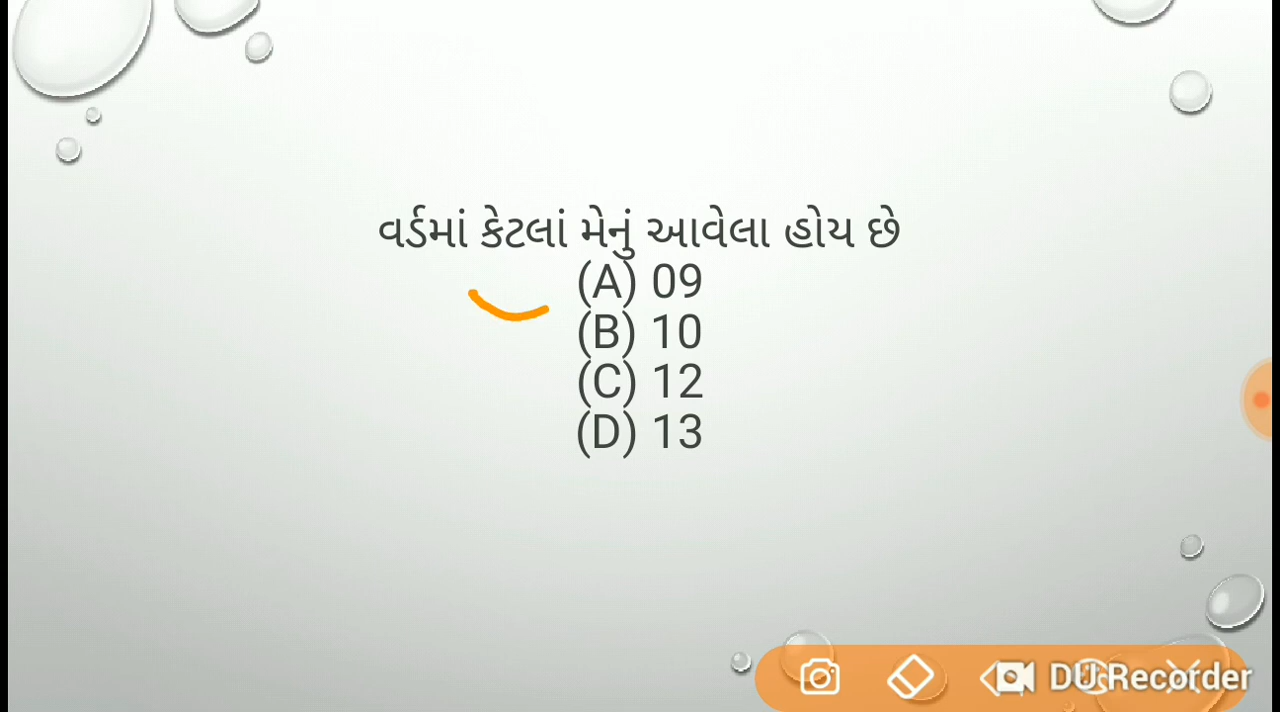 વર્ડમાં કેટલાં મેનું આવેલા હોય છે
(A) 09
(B) 10
(C) 12
(D) 13
DU Recorder